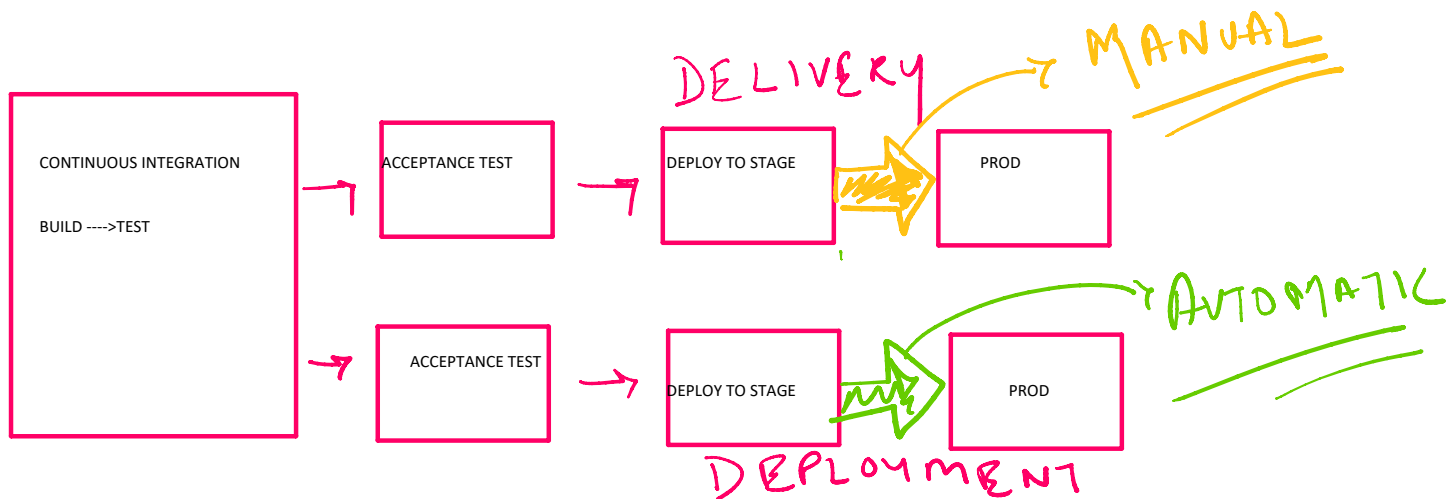 DELIVERY
MANUAL
CONTINUOUS INTEGRATION
BUILD ---->TEST
ACCEPTANCE TEST
DEPLOY TO STAGE
PROD
AUTOMATIC
ACCEPTANCE TEST
DEPLOY TO STAGE
PROD
DEPLOYMENT